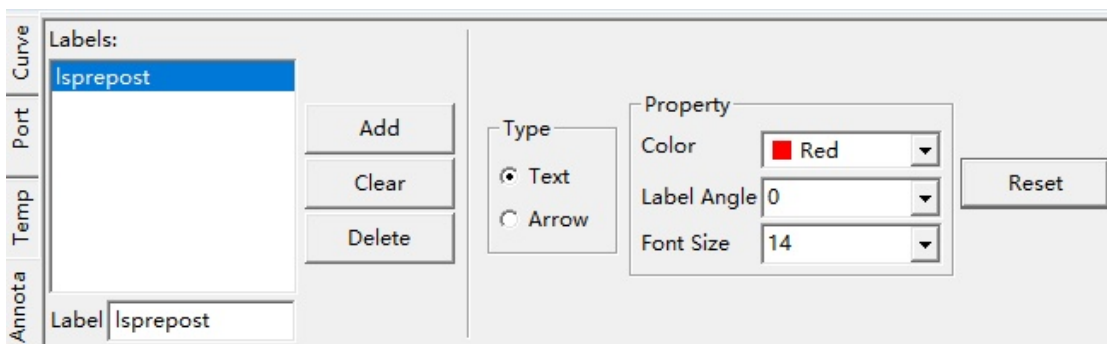 Curve
Port
Temp
Annota
Labels:
lsprepost
Add
Clear
Delete
Label lsprepost
Type
Text
Arrow
Property
Color Red
Label Angle 0
Font Size 14
Reset